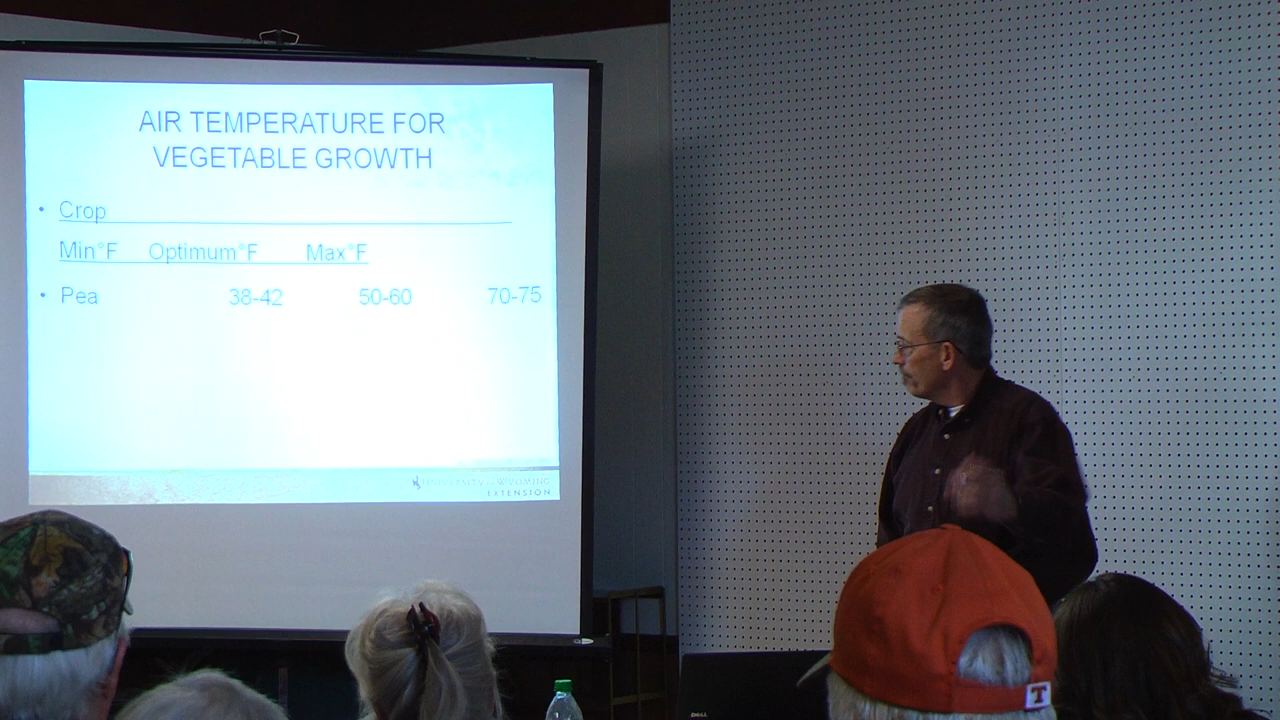 AIR TEMPERATURE FOR
VEGETABLE GROWTH
• Crop
Min°F Optimum°F Max°F
• Pea 38-42 50-60 70-75
UNIVERSITY OF WYOMING
EXTENSION
DELL
T